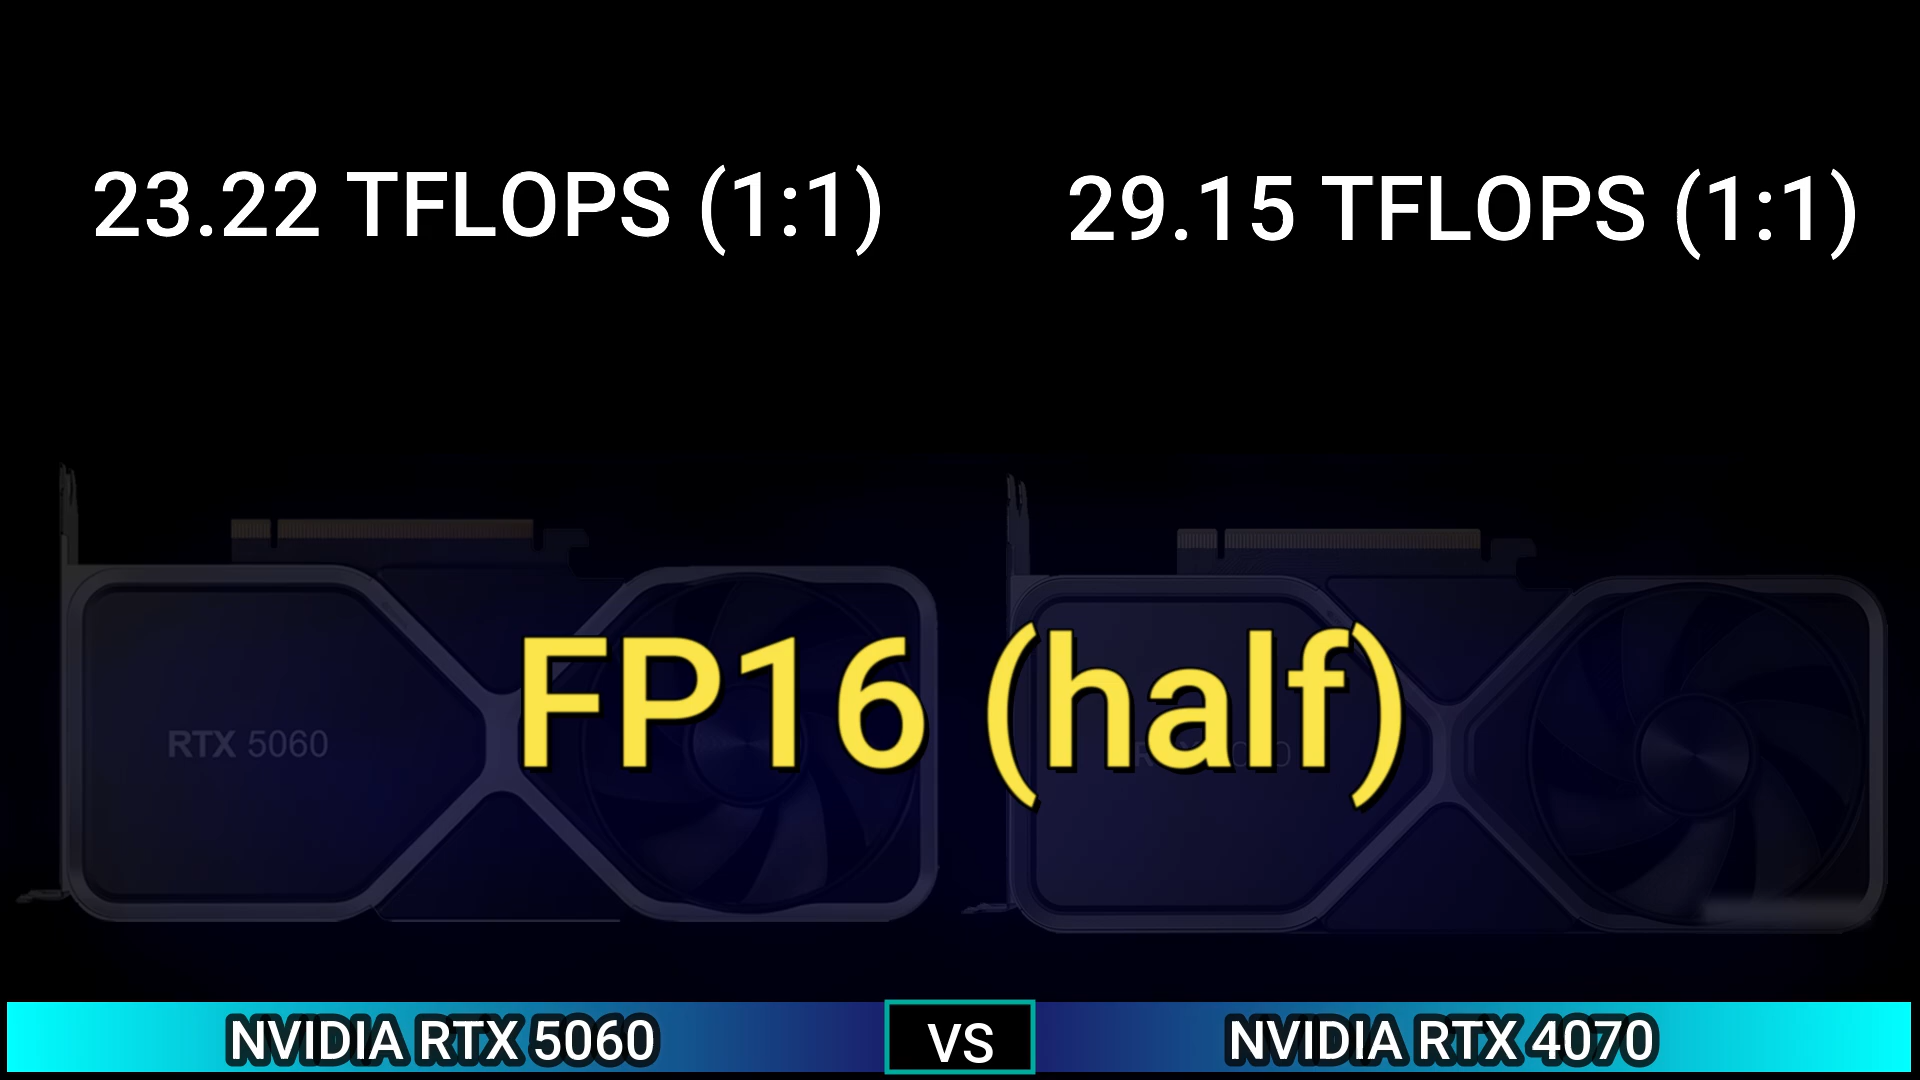 23.22 TFLOPS (1:1)
29.15 TFLOPS (1:1)
FP16 (half)
RTX 5060
NVIDIA RTX 5060
VS
NVIDIA RTX 4070